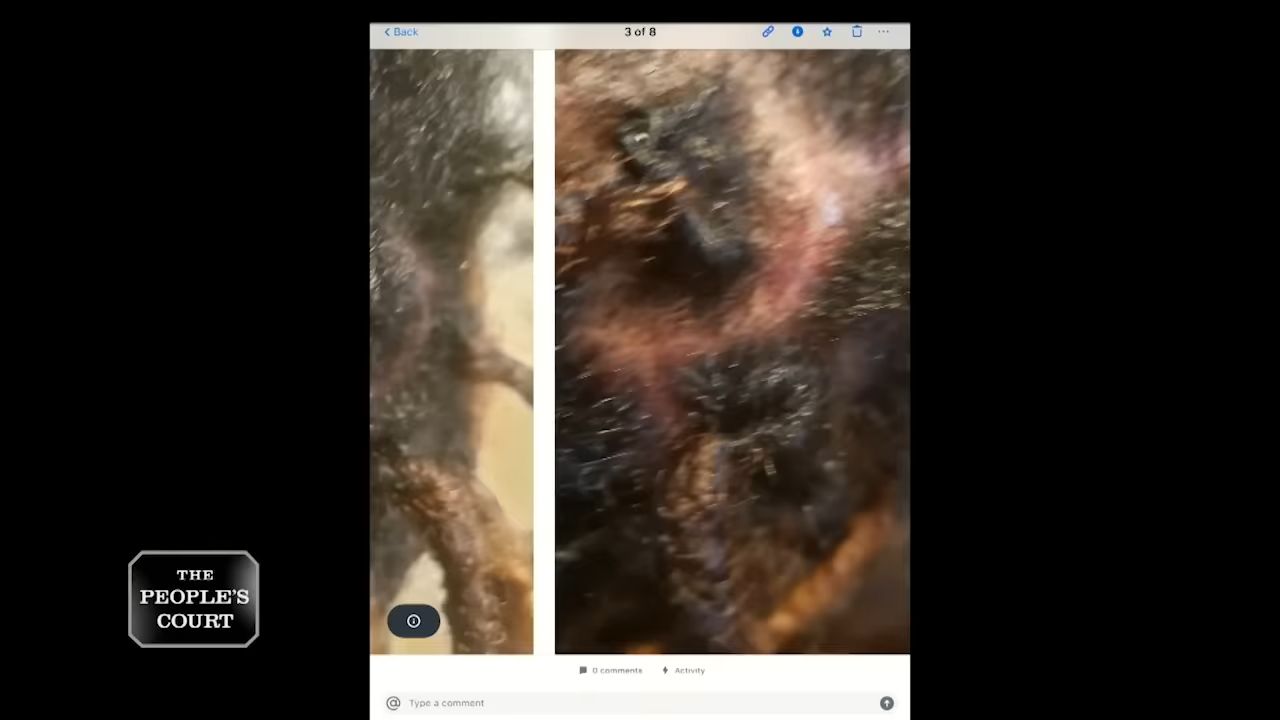 Back
3 of 8
THE
PEOPLE'S
COURT
0 comments
Activity
Type a comment